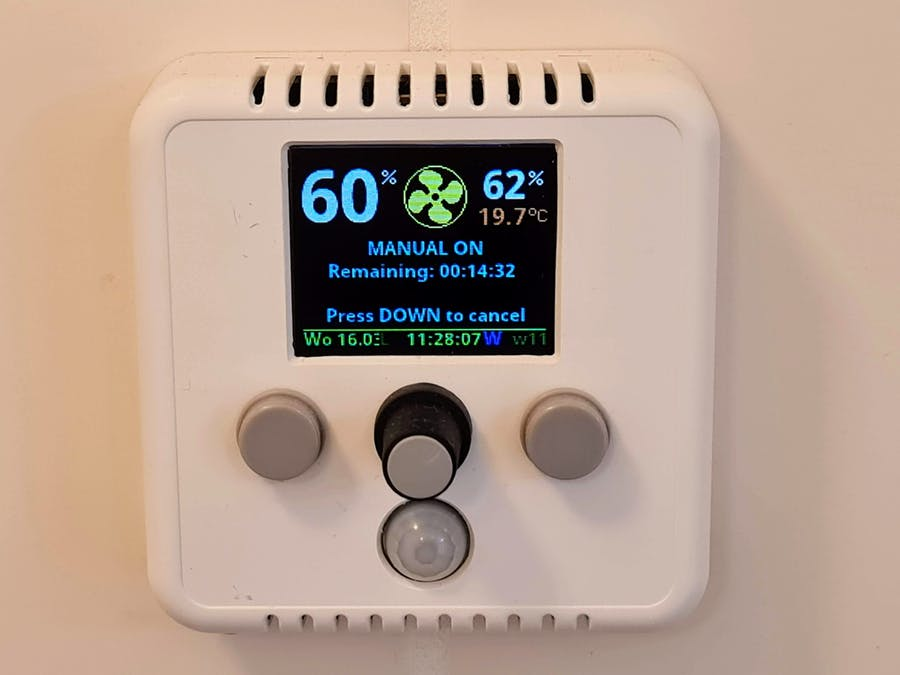 60% 62%
19.7°C
MANUAL ON
Remaining: 00:14:32
Press DOWN to cancel
Wo 16.03 11:28:07 W w11